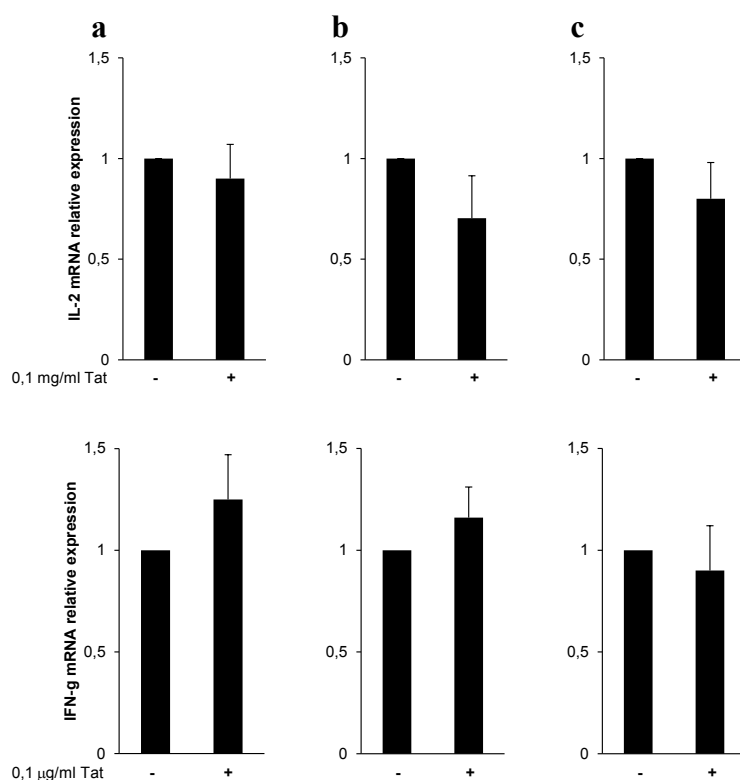 a b c
IL-2 mRNA relative expression
1,5 1,5 1,5
1 1 1
0,5 0,5 0,5
0 0 0
0,1 mg/ml Tat - + - + - +
IFN-g mRNA relative expression
1,5 1,5 1,5
1 1 1
0,5 0,5 0,5
0 0 0
0,1 μg/ml Tat - + - + - +